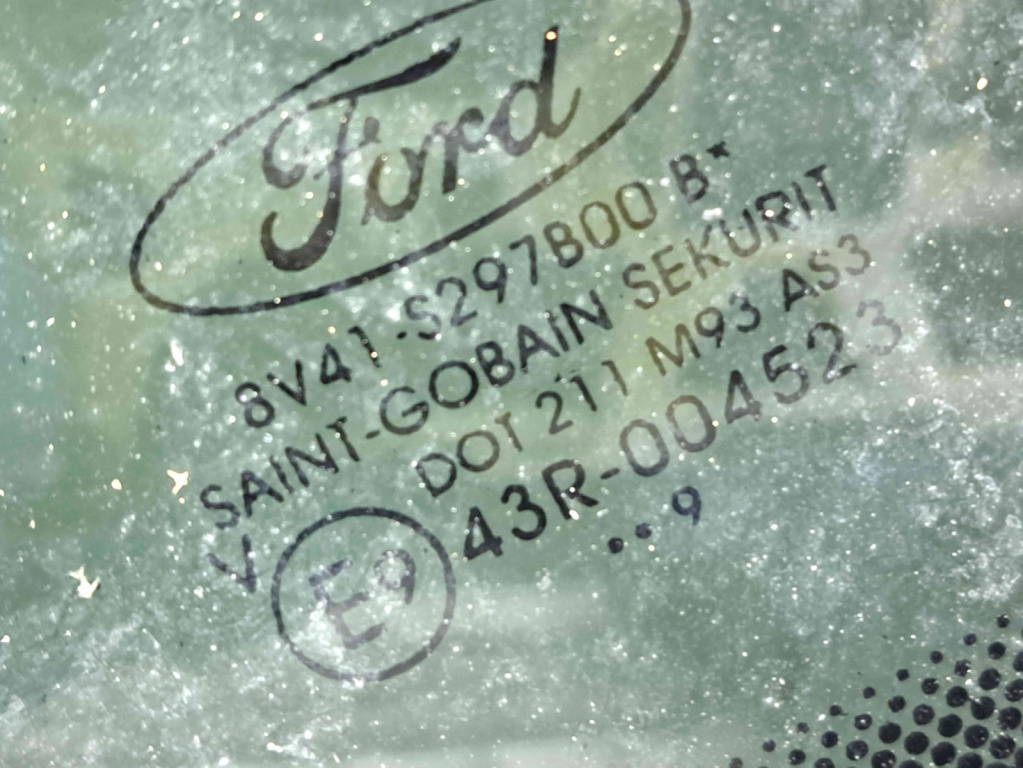 Ford
8V41-S297B00 B*
SAINT-GOBAIN SEKURIT
DOT 211 M93 AS3
43R-004523
V E9
..9